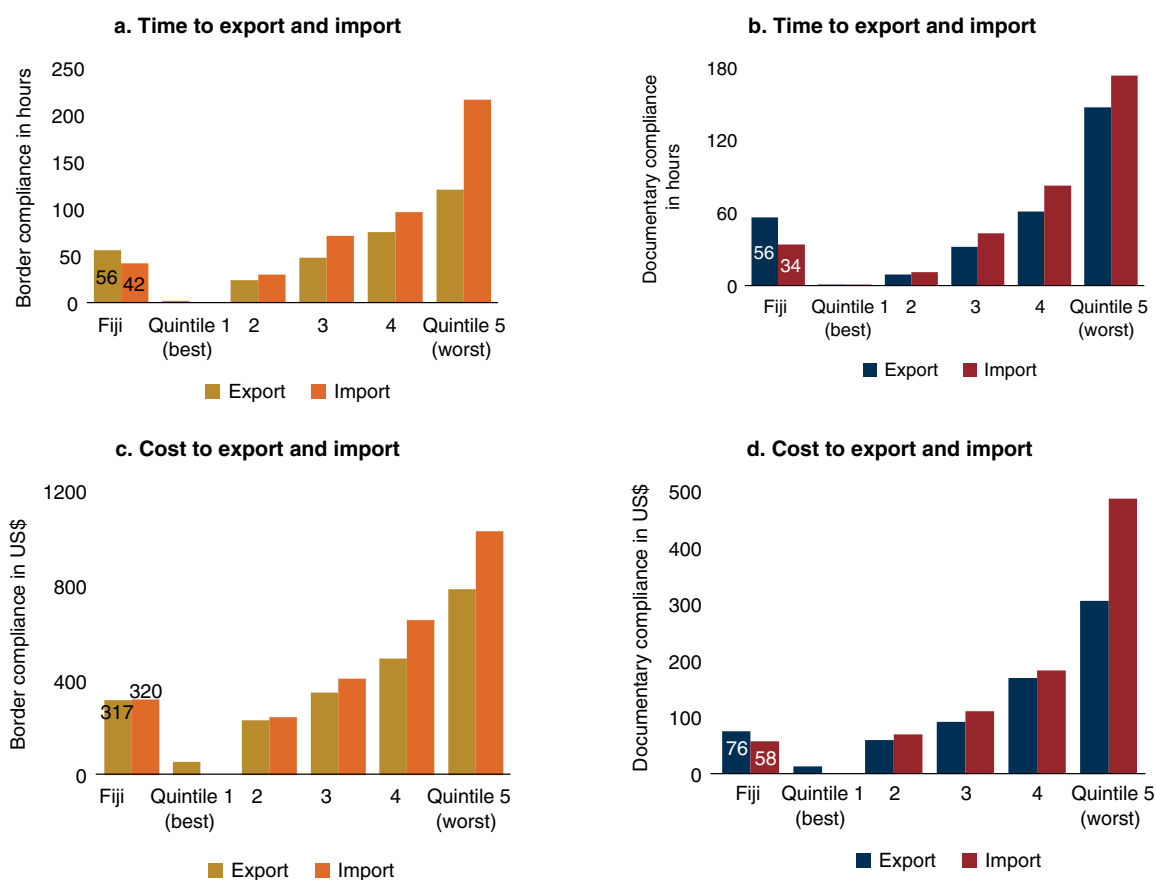 a. Time to export and import
Border compliance in hours
250
200
150
100
50
0
56
42
Fiji
Quintile 1
(best)
2
3
4
Quintile 5
(worst)
Export
Import
b. Time to export and import
Documentary compliance
in hours
180
120
60
0
56
34
Fiji
Quintile 1
(best)
2
3
4
Quintile 5
(worst)
Export
Import
c. Cost to export and import
Border compliance in US$
1200
800
400
0
317
320
Fiji
Quintile 1
(best)
2
3
4
Quintile 5
(worst)
Export
Import
d. Cost to export and import
Documentary compliance in US$
500
400
300
200
100
0
76
58
Fiji
Quintile 1
(best)
2
3
4
Quintile 5
(worst)
Export
Import